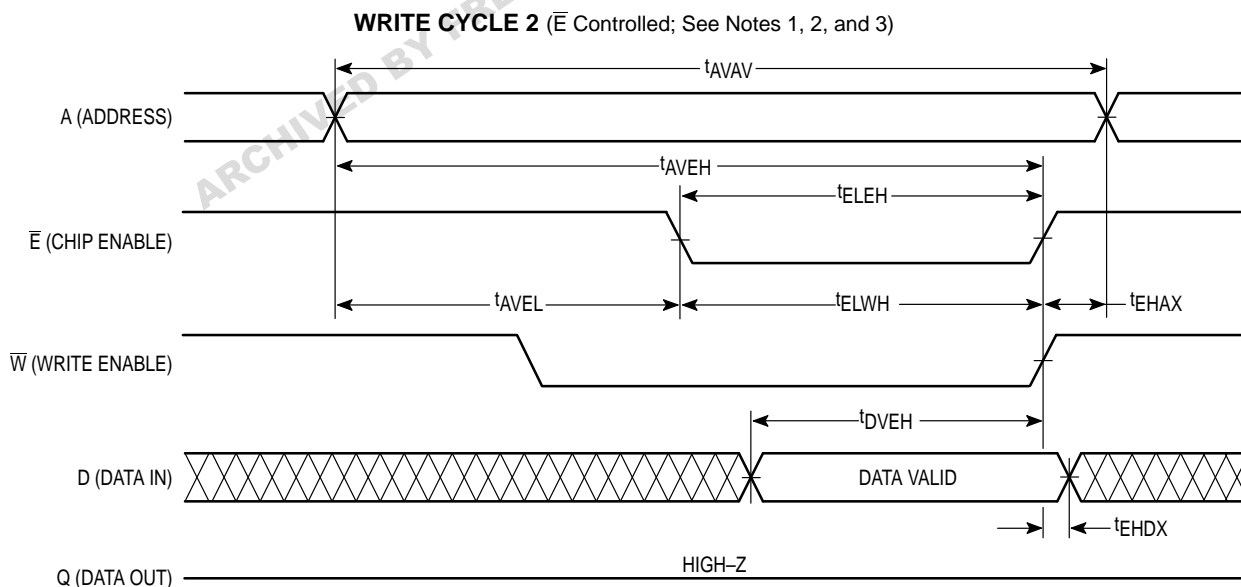 WRITE CYCLE 2 (E̅ Controlled; See Notes 1, 2, and 3)
ARCHIVED BY
tAVAV
A (ADDRESS)
tAVEH
tELEH
E̅ (CHIP ENABLE)
tAVEL
tELWH
tEHAX
W̅ (WRITE ENABLE)
tDVEH
D (DATA IN)
DATA VALID
tEHDX
HIGH–Z
Q (DATA OUT)